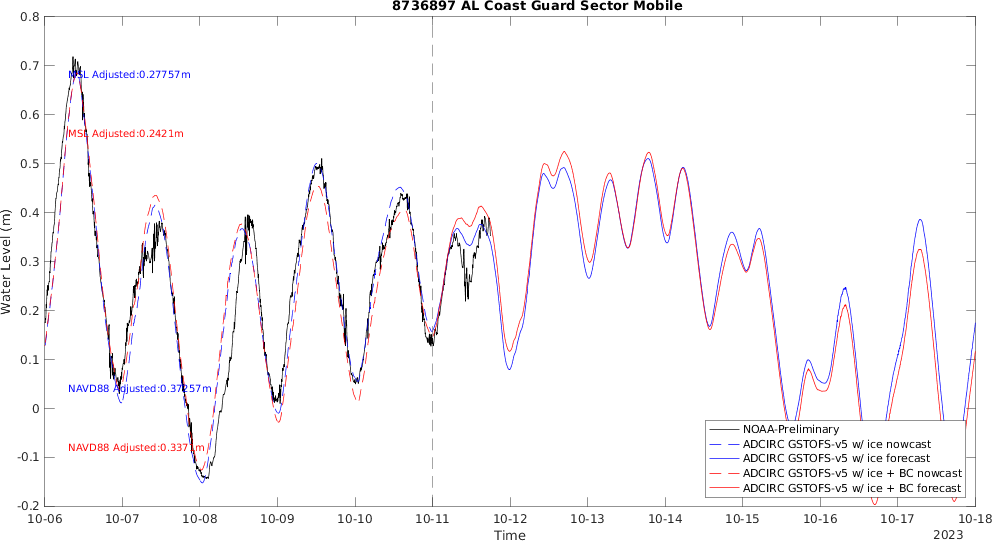 8736897 AL Coast Guard Sector Mobile
Water Level (m)
0.8
0.7
0.6
0.5
0.4
0.3
0.2
0.1
0
-0.1
-0.2
MSL Adjusted:0.27757m
MSL Adjusted:0.2421m
NAVD88 Adjusted:0.37257m
NAVD88 Adjusted:0.3371m
NOAA-Preliminary
ADCIRC GSTOFS-v5 w/ ice nowcast
ADCIRC GSTOFS-v5 w/ ice forecast
ADCIRC GSTOFS-v5 w/ ice + BC nowcast
ADCIRC GSTOFS-v5 w/ ice + BC forecast
10-06 10-07 10-08 10-09 10-10 10-11 10-12 10-13 10-14 10-15 10-16 10-17 10-18
Time
2023